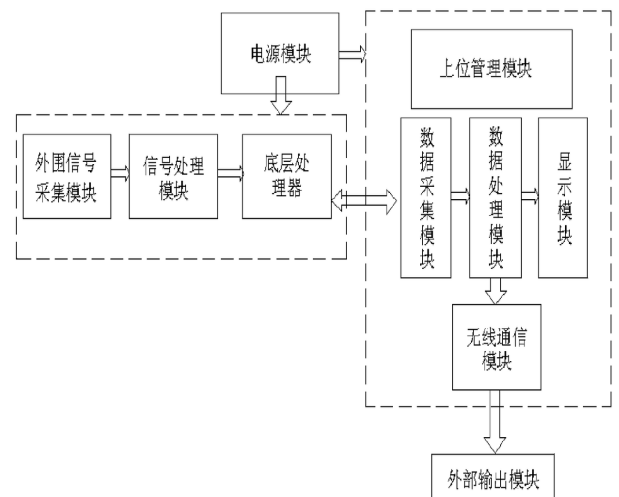 电源模块
上位管理模块
外围信号
采集模块
信号处理
模块
底层处
理器
数据采集模块
数据处理模块
显示模块
无线通信
模块
外部输出模块